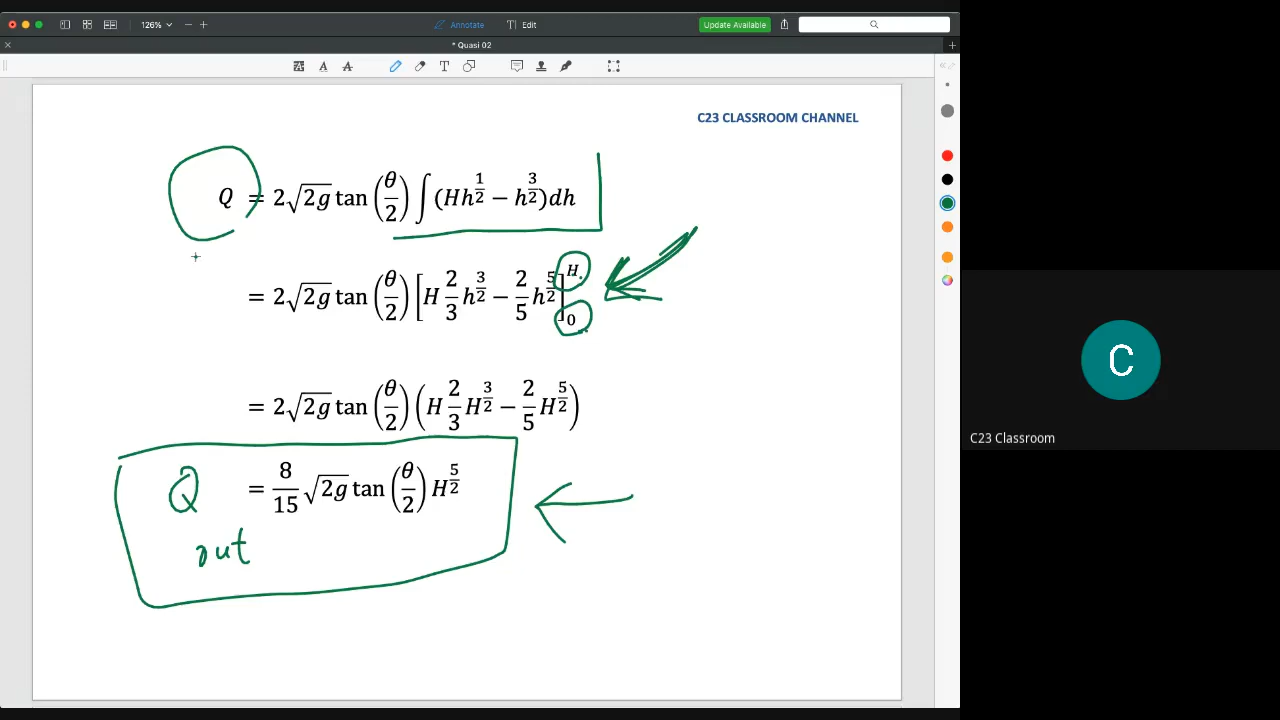 126%
Annotate
Edit
Update Available
* Quasi 02
C23 CLASSROOM CHANNEL
Q = 2√2g tan (θ/2) ∫ (Hh^{1/2} − h^{3/2})dh
= 2√2g tan (θ/2) [H 2/3 h^{3/2} − 2/5 h^{5/2}]_0^H
= 2√2g tan (θ/2) (H 2/3 H^{3/2} − 2/5 H^{5/2})
Q = 8/15 √2g tan (θ/2) H^{5/2}
out
C
C23 Classroom